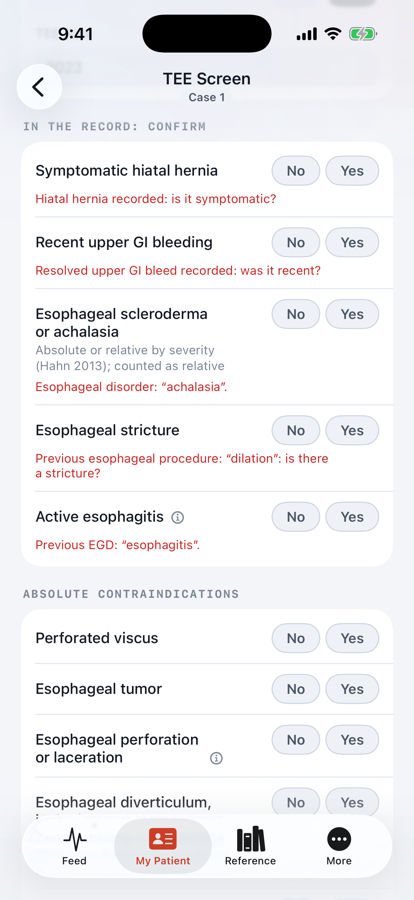 9:41
TEE Screen
Case 1
IN THE RECORD: CONFIRM
Symptomatic hiatal hernia
No
Yes
Hiatal hernia recorded: is it symptomatic?
Recent upper GI bleeding
No
Yes
Resolved upper GI bleed recorded: was it recent?
Esophageal scleroderma
or achalasia
No
Yes
Absolute or relative by severity
(Hahn 2013); counted as relative
Esophageal disorder: “achalasia”.
Esophageal stricture
No
Yes
Previous esophageal procedure: “dilation”: is there
a stricture?
Active esophagitis
No
Yes
Previous EGD: “esophagitis”.
ABSOLUTE CONTRAINDICATIONS
Perforated viscus
No
Yes
Esophageal tumor
No
Yes
Esophageal perforation
or laceration
No
Yes
Esophageal diverticulum,
No
Yes
Feed
My Patient
Reference
More